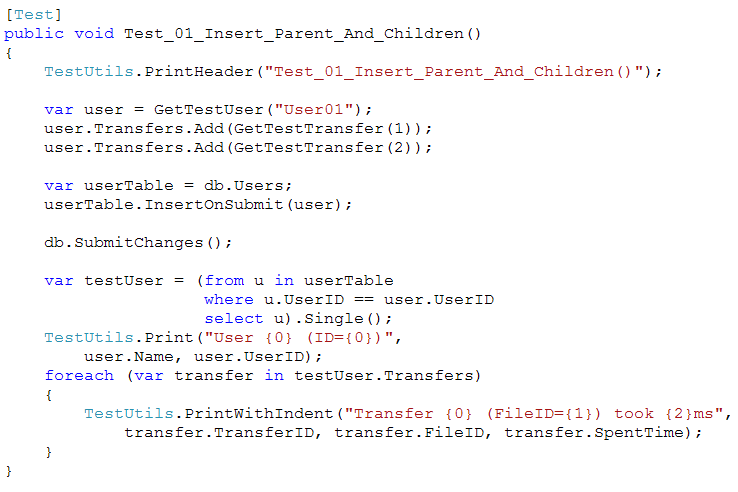 [Test]
public void Test_01_Insert_Parent_And_Children()
{
    TestUtils.PrintHeader("Test_01_Insert_Parent_And_Children()");

    var user = GetTestUser("User01");
    user.Transfers.Add(GetTestTransfer(1));
    user.Transfers.Add(GetTestTransfer(2));

    var userTable = db.Users;
    userTable.InsertOnSubmit(user);

    db.SubmitChanges();

    var testUser = (from u in userTable
                    where u.UserID == user.UserID
                    select u).Single();
    TestUtils.Print("User {0} (ID={0})",
        user.Name, user.UserID);
    foreach (var transfer in testUser.Transfers)
    {
        TestUtils.PrintWithIndent("Transfer {0} (FileID={1}) took {2}ms",
            transfer.TransferID, transfer.FileID, transfer.SpentTime);
    }
}